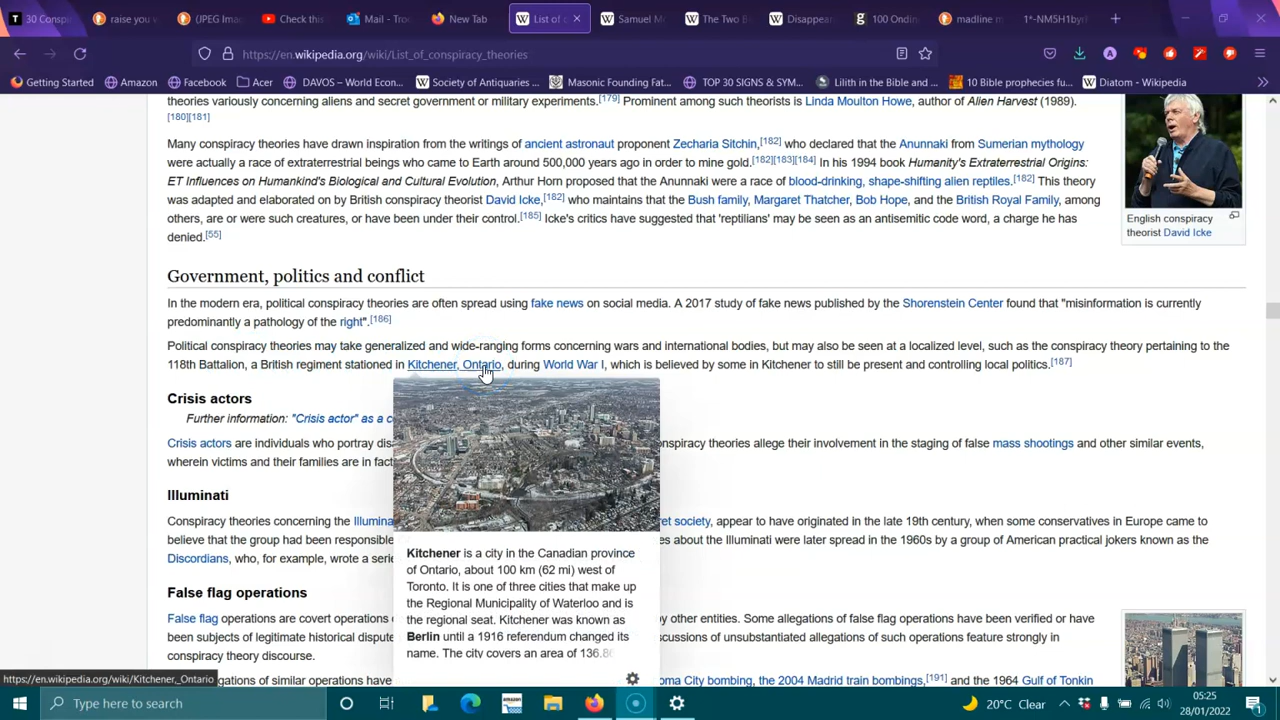 30 Cons
raise you v
(JPEG Ima
Check this
Mail - Troo
New Tab
List of c
Samuel M
The Two B
Disappear
100 Ondin
madline m
1*-NM5H1by
https://en.wikipedia.org/wiki/List_of_conspiracy_theories
Getting Started
Amazon
Facebook
Acer
DAVOS – World Econ...
Society of Antiquaries ...
Masonic Founding Fat...
TOP 30 SIGNS & SYM...
Lilith in the Bible and ...
10 Bible prophecies fu...
Diatom - Wikipedia
theories variously concerning aliens and secret government or military experiments.[179] Prominent among such theorists is Linda Moulton Howe, author of Alien Harvest (1989).
[180][181]
Many conspiracy theories have drawn inspiration from the writings of ancient astronaut proponent Zecharia Sitchin,[182] who declared that the Anunnaki from Sumerian mythology
were actually a race of extraterrestrial beings who came to Earth around 500,000 years ago in order to mine gold.[182][183][184] In his 1994 book Humanity's Extraterrestrial Origins:
ET Influences on Humankind's Biological and Cultural Evolution, Arthur Horn proposed that the Anunnaki were a race of blood-drinking, shape-shifting alien reptiles.[182] This theory
was adapted and elaborated on by British conspiracy theorist David Icke,[182] who maintains that the Bush family, Margaret Thatcher, Bob Hope, and the British Royal Family, among
others, are or were such creatures, or have been under their control.[185] Icke's critics have suggested that 'reptilians' may be seen as an antisemitic code word, a charge he has
denied.[55]
English conspiracy
theorist David Icke
Government, politics and conflict
In the modern era, political conspiracy theories are often spread using fake news on social media. A 2017 study of fake news published by the Shorenstein Center found that "misinformation is currently
predominantly a pathology of the right".[186]
Political conspiracy theories may take generalized and wide-ranging forms concerning wars and international bodies, but may also be seen at a localized level, such as the conspiracy theory pertaining to the
118th Battalion, a British regiment stationed in Kitchener, Ontario, during World War I, which is believed by some in Kitchener to still be present and controlling local politics.[187]
Crisis actors
Further information: "Crisis actor" as a c
Crisis actors are individuals who portray dis
onspiracy theories allege their involvement in the staging of false mass shootings and other similar events,
wherein victims and their families are in fact
Illuminati
Conspiracy theories concerning the Illumina
ret society, appear to have originated in the late 19th century, when some conservatives in Europe came to
believe that the group had been responsible
es about the Illuminati were later spread in the 1960s by a group of American practical jokers known as the
Discordians, who, for example, wrote a serie
False flag operations
False flag operations are covert operations
by other entities. Some allegations of false flag operations have been verified or have
been subjects of legitimate historical dispute
scussions of unsubstantiated allegations of such operations feature strongly in
conspiracy theory discourse.
gations of similar operations have
oma City bombing, the 2004 Madrid train bombings,[191] and the 1964 Gulf of Tonkin
Kitchener is a city in the Canadian province
of Ontario, about 100 km (62 mi) west of
Toronto. It is one of three cities that make up
the Regional Municipality of Waterloo and is
the regional seat. Kitchener was known as
Berlin until a 1916 referendum changed its
name. The city covers an area of 136.8
https://en.wikipedia.org/wiki/Kitchener,_Ontario
Type here to search
20°C Clear
05:25
28/01/2022